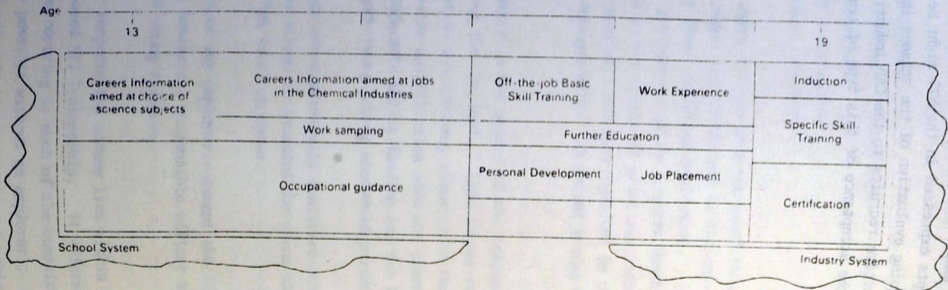 Age
13
19
Careers Information
aimed at choice of
science subjects
Careers Information aimed at jobs
in the Chemical Industries
Off-the-job Basic
Skill Training
Work Experience
Induction
Work sampling
Further Education
Specific Skill
Training
Occupational guidance
Personal Development
Job Placement
Certification
School System
Industry System